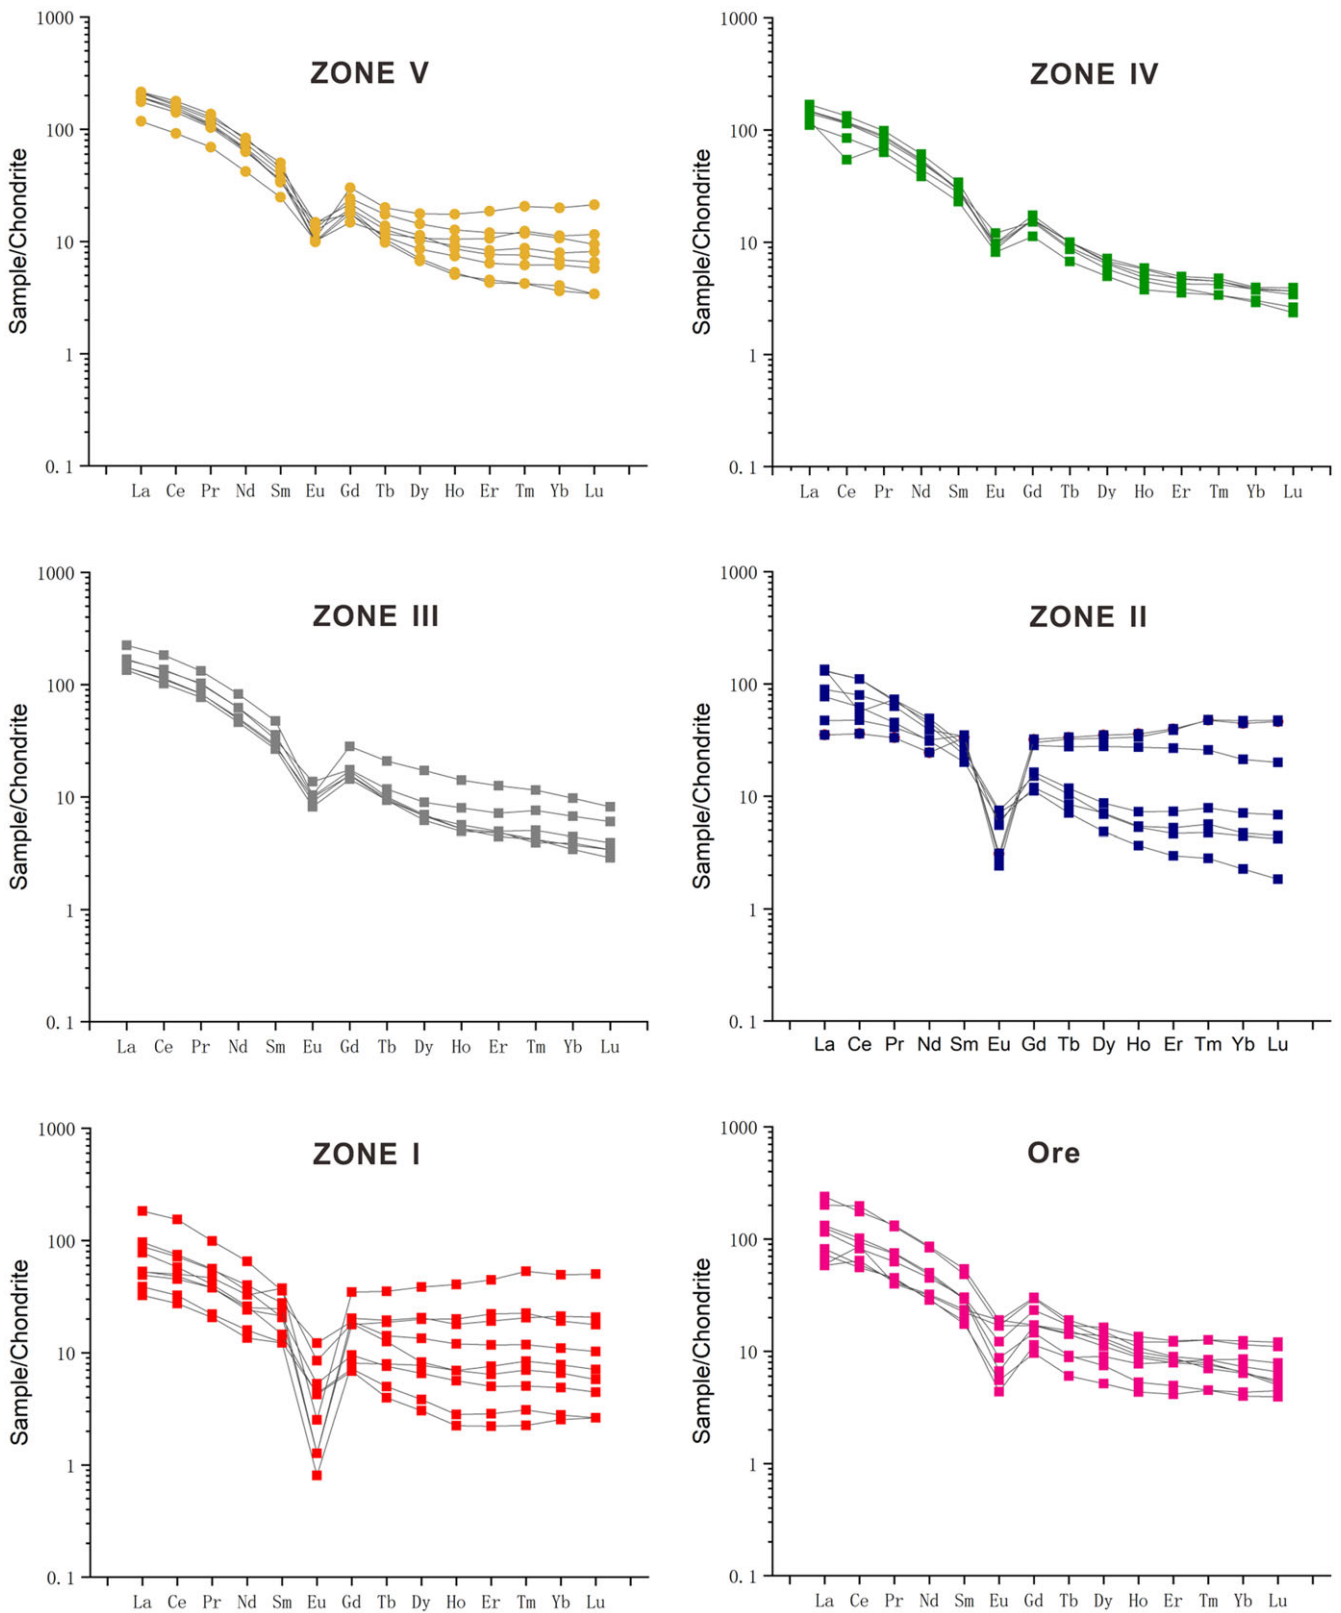 ZONE V
1000
100
10
1
0.1
Sample/Chondrite
La Ce Pr Nd Sm Eu Gd Tb Dy Ho Er Tm Yb Lu
ZONE IV
1000
100
10
1
0.1
Sample/Chondrite
La Ce Pr Nd Sm Eu Gd Tb Dy Ho Er Tm Yb Lu
ZONE III
1000
100
10
1
0.1
Sample/Chondrite
La Ce Pr Nd Sm Eu Gd Tb Dy Ho Er Tm Yb Lu
ZONE II
1000
100
10
1
0.1
Sample/Chondrite
La Ce Pr Nd Sm Eu Gd Tb Dy Ho Er Tm Yb Lu
ZONE I
1000
100
10
1
0.1
Sample/Chondrite
La Ce Pr Nd Sm Eu Gd Tb Dy Ho Er Tm Yb Lu
Ore
1000
100
10
1
0.1
Sample/Chondrite
La Ce Pr Nd Sm Eu Gd Tb Dy Ho Er Tm Yb Lu